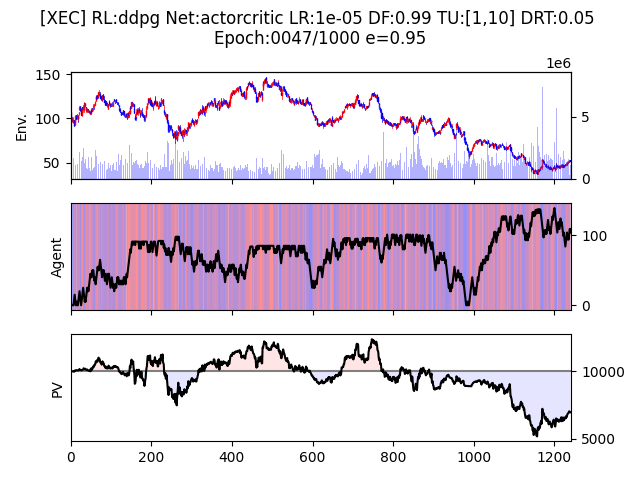 [XEC] RL:ddpg Net:actorcritic LR:1e-05 DF:0.99 TU:[1,10] DRT:0.05
Epoch:0047/1000 e=0.95
1e6
150
100
50
Env.
5
0
Agent
100
0
PV
10000
5000
0 200 400 600 800 1000 1200